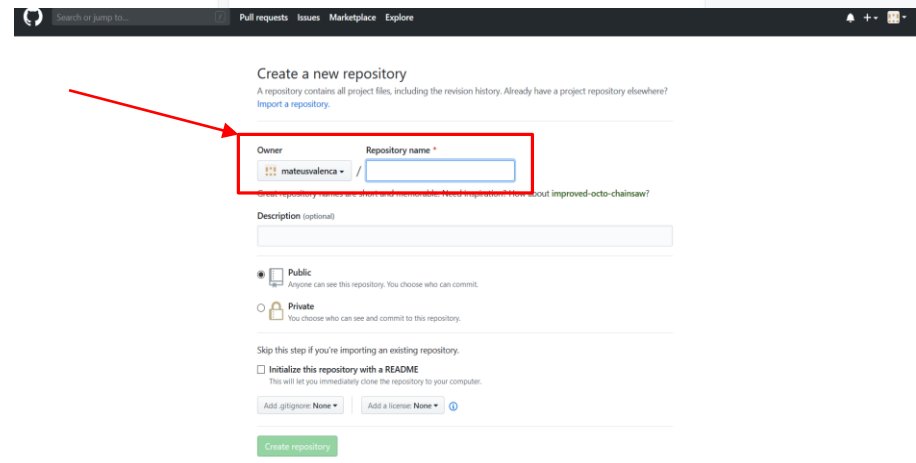 Search or jump to... /
Pull requests Issues Marketplace Explore
Create a new repository
A repository contains all project files, including the revision history. Already have a project repository elsewhere?
Import a repository.
Owner Repository name *
mateusvalenca /
Great repository names are short and memorable. Need inspiration? How about improved-octo-chainsaw?
Description (optional)
Public
Anyone can see this repository. You choose who can commit.
Private
You choose who can see and commit to this repository.
Skip this step if you're importing an existing repository.
Initialize this repository with a README
This will let you immediately clone the repository to your computer.
Add .gitignore: None Add a license: None
Create repository